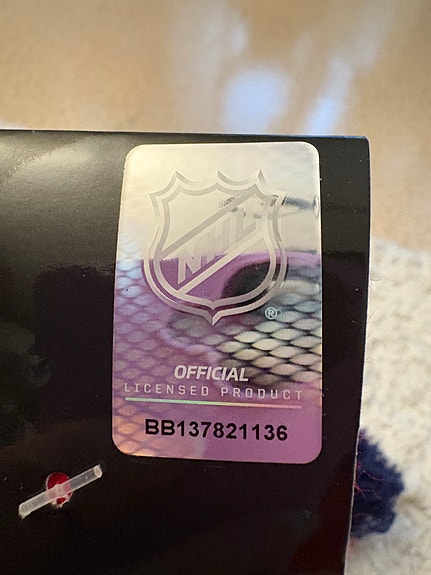 NHL
®
OFFICIAL
LICENSED PRODUCT
BB137821136